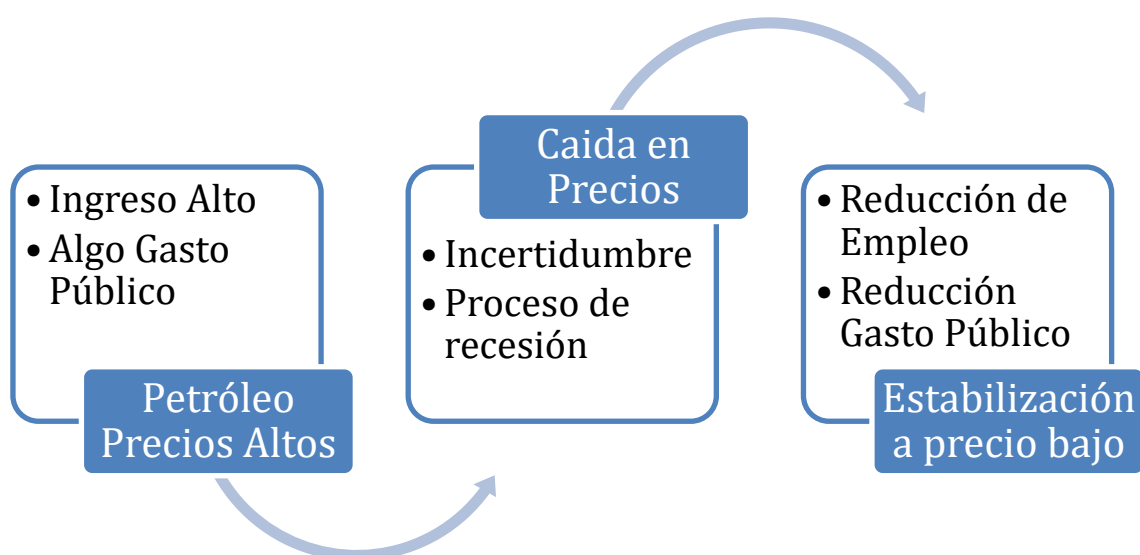 • Ingreso Alto
• Algo Gasto
Público
Petróleo
Precios Altos
Caida en
Precios
• Incertidumbre
• Proceso de
recesión
• Reducción de
Empleo
• Reducción
Gasto Público
Estabilización
a precio bajo